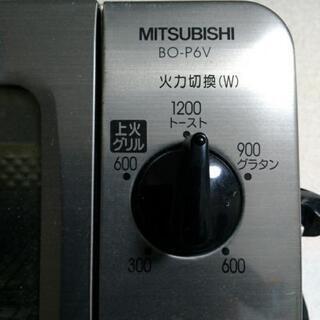 MITSUBISHI
BO-P6V
火力切換(W)
1200
トースト
上火
グリル
600
900
グラタン
300
600